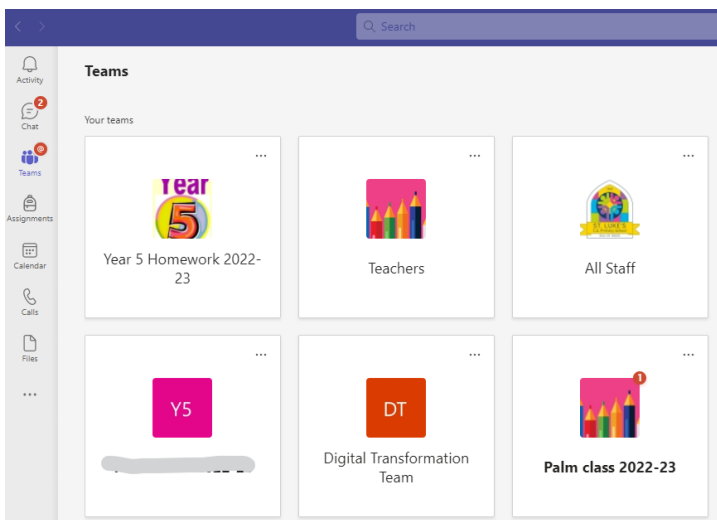 Search
Activity
2
Chat
@
Teams
Assignments
Calendar
Calls
Files
...
Teams
Your teams
...
Year
5
Year 5 Homework 2022-
23
...
Teachers
...
ST LUKE'S
All Staff
...
Y5
...
DT
Digital Transformation
Team
...
1
Palm class 2022-23